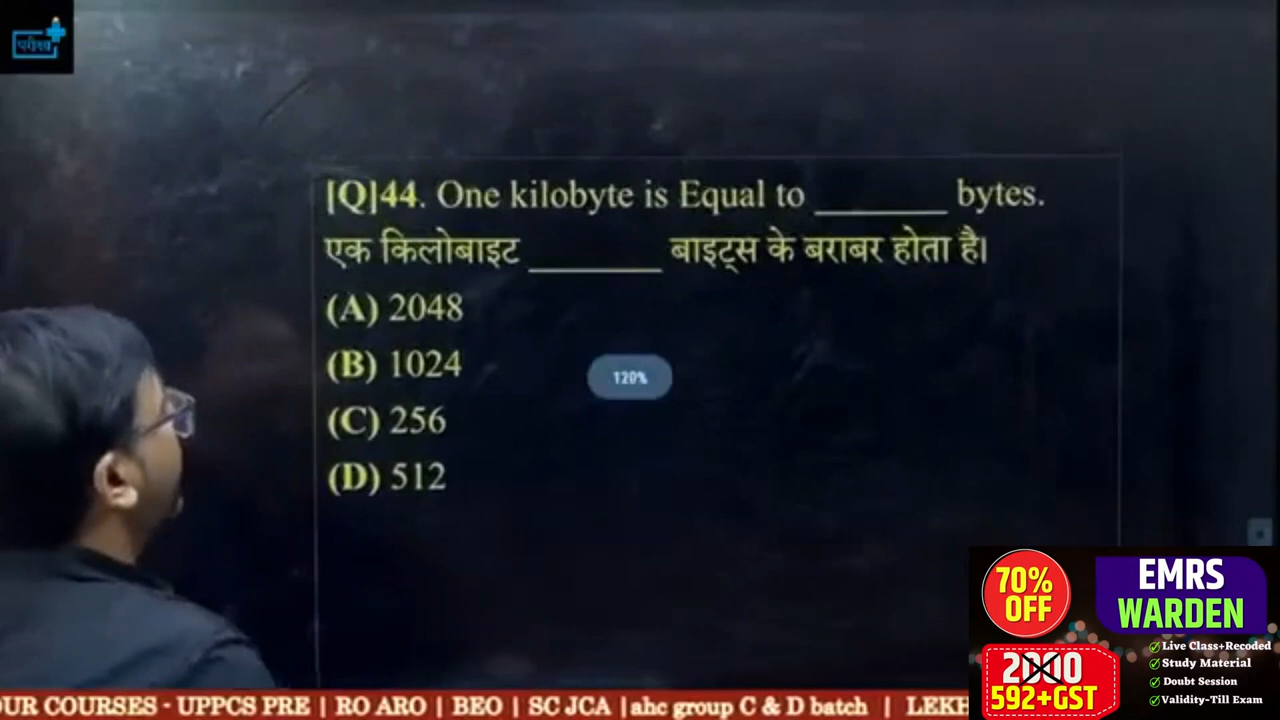 परीक्षा
[Q]44. One kilobyte is Equal to ________ bytes.
एक किलोबाइट ________ बाइट्स के बराबर होता है।
(A) 2048
(B) 1024
(C) 256
(D) 512
120%
70%
OFF
EMRS
WARDEN
2000
592+GST
Live Class+Recoded
Study Material
Doubt Session
Validity-Till Exam
OUR COURSES - UPPCS PRE | RO ARO | BEO | SC JCA |ahc group C & D batch | LEKH